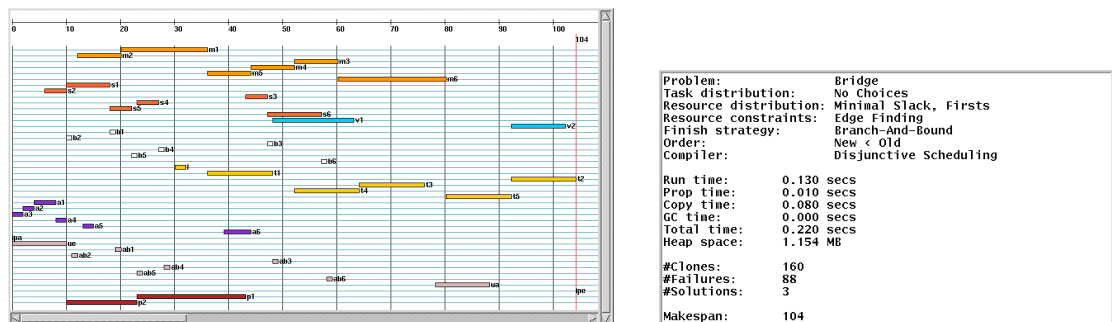 0 10 20 30 40 50 60 70 80 90 100
104
m1
m2
m3
m4
m5
m6
s1
s2
s3
s4
s5
s6
v1
v2
b1
b2
b3
b4
b5
b6
l
t1
t2
t3
t4
t5
a1
a2
a3
a4
a5
a6
pa
ue
ab1
ab2
ab3
ab4
ab5
ab6
ua
pe
p1
p2
Problem: Bridge
Task distribution: No Choices
Resource distribution: Minimal Slack, Firsts
Resource constraints: Edge Finding
Finish strategy: Branch-And-Bound
Order: New < Old
Compiler: Disjunctive Scheduling
Run time: 0.130 secs
Prop time: 0.010 secs
Copy time: 0.080 secs
GC time: 0.000 secs
Total time: 0.220 secs
Heap space: 1.154 MB
#Clones: 160
#Failures: 88
#Solutions: 3
Makespan: 104